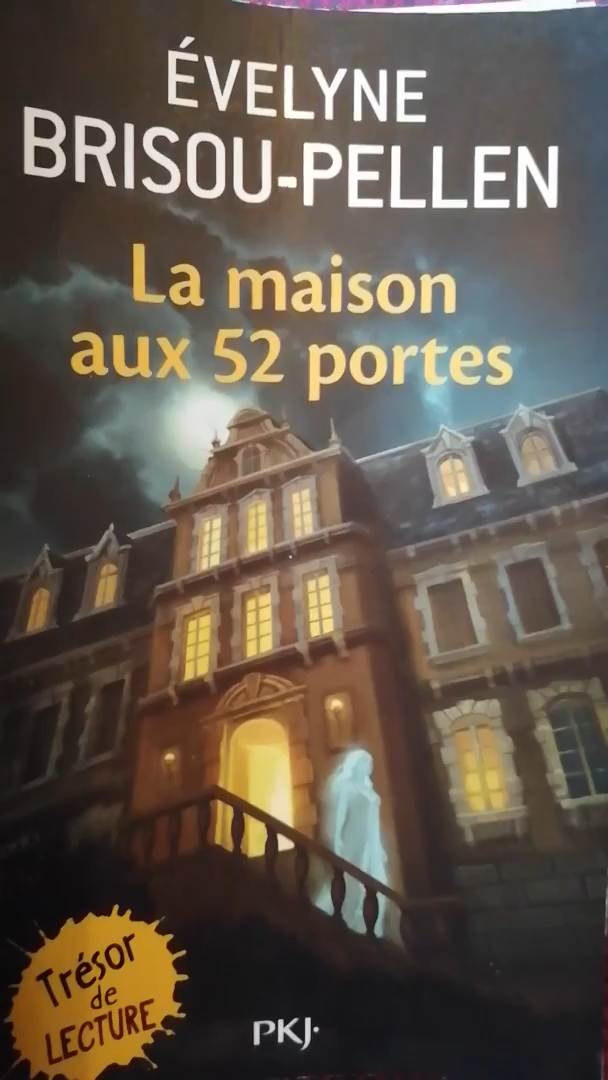 ÉVELYNE
BRISOU-PELLEN
La maison
aux 52 portes
Trésor
de
LECTURE
PKJ·